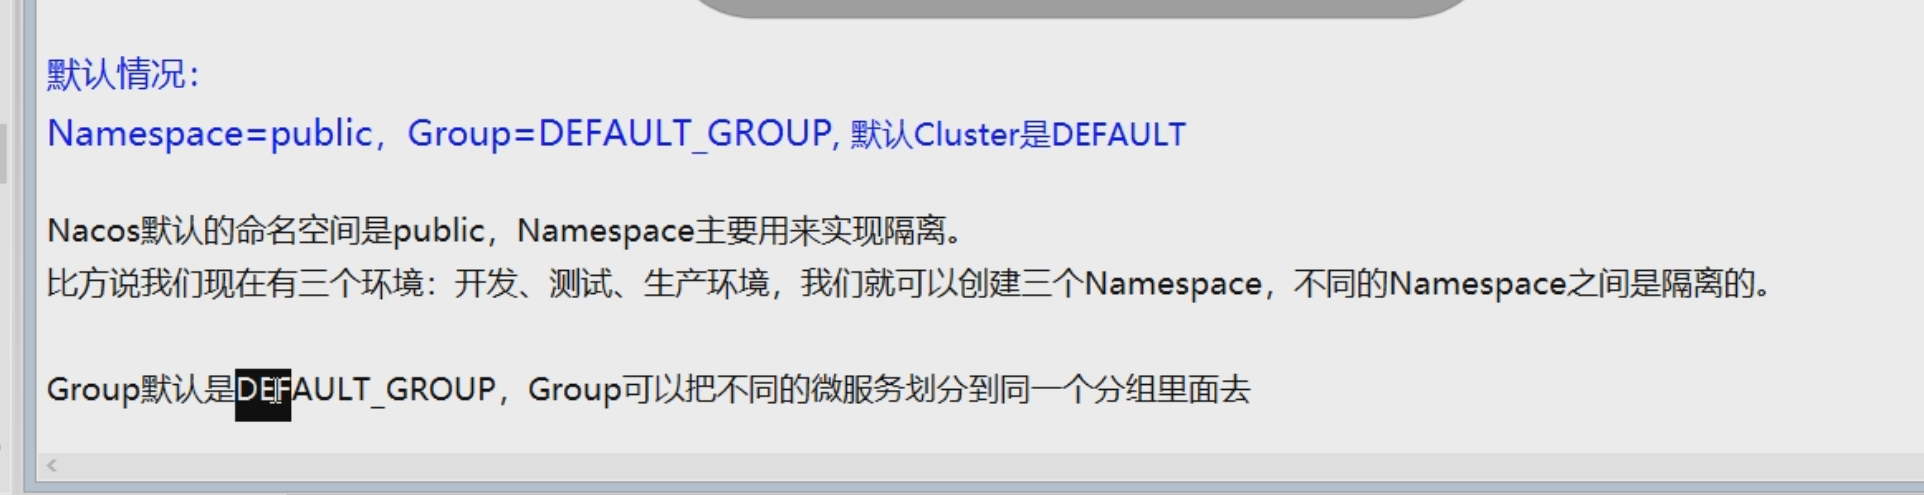 默认情况：
Namespace=public，Group=DEFAULT_GROUP, 默认Cluster是DEFAULT
Nacos默认的命名空间是public，Namespace主要用来实现隔离。
比方说我们现在有三个环境：开发、测试、生产环境，我们就可以创建三个Namespace，不同的Namespace之间是隔离的。
Group默认是DEFAULT_GROUP，Group可以把不同的微服务划分到同一个分组里面去